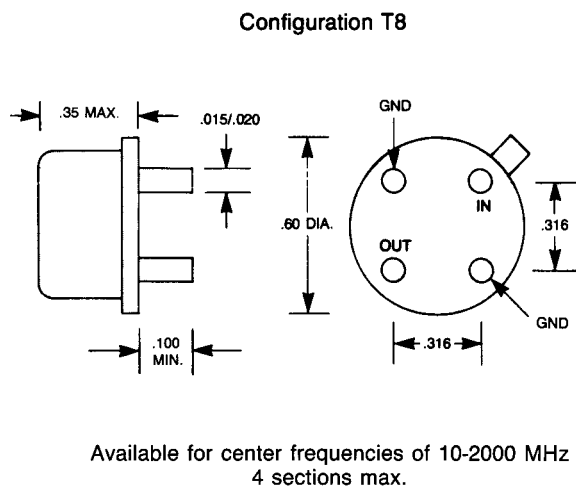 Configuration T8
.35 MAX.
.015/.020
GND
.60 DIA.
IN
OUT
.316
GND
.100
MIN.
.316
Available for center frequencies of 10-2000 MHz
4 sections max.